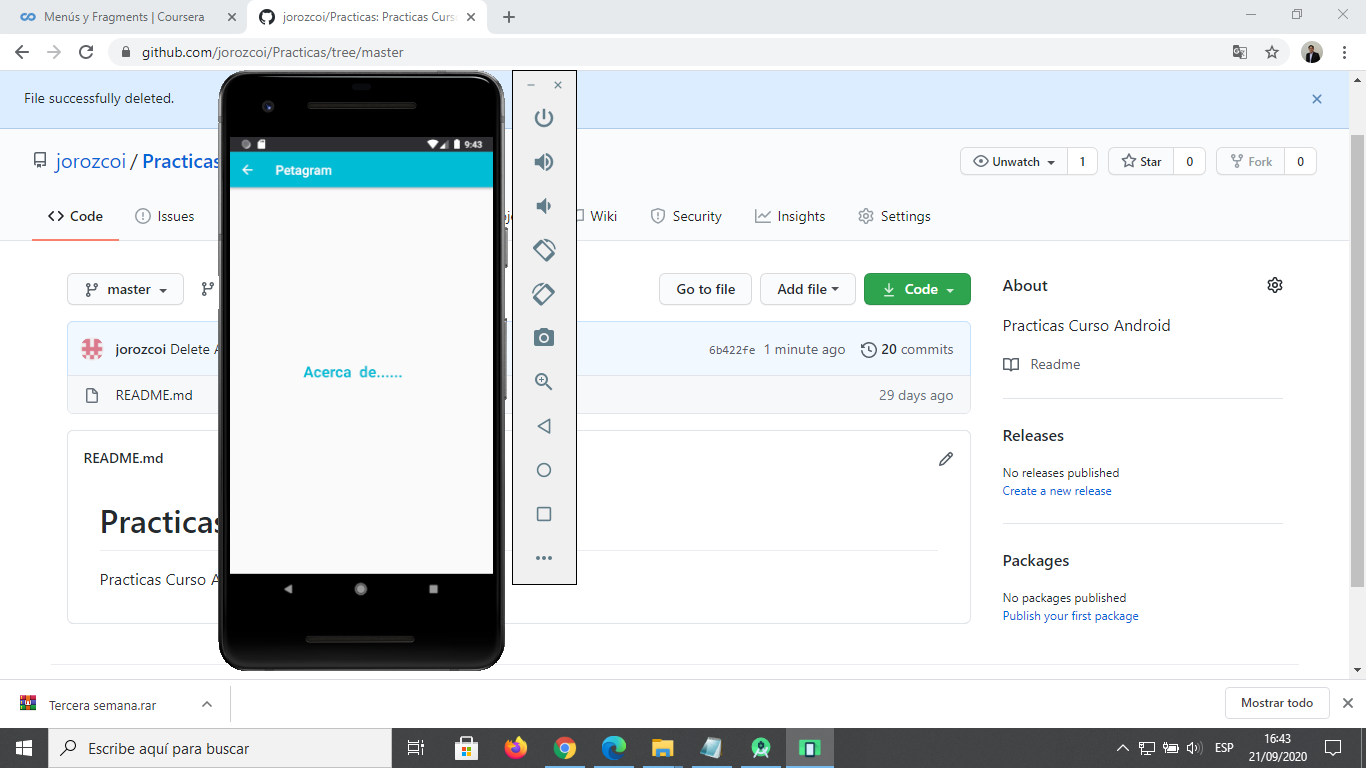 Menús y Fragments | Coursera
jorozcoi/Practicas: Practicas Curs
github.com/jorozcoi/Practicas/tree/master
File successfully deleted.
jorozcoi / Practicas
Unwatch 1
Star 0
Fork 0
Code
Issues
Wiki
Security
Insights
Settings
9:43
Petagram
Acerca de......
master
Go to file
Add file
Code
jorozcoi Delete
6b422fe 1 minute ago 20 commits
README.md
29 days ago
README.md
Practicas
Practicas Curso A
About
Practicas Curso Android
Readme
Releases
No releases published
Create a new release
Packages
No packages published
Publish your first package
Tercera semana.rar
Mostrar todo
Escribe aquí para buscar
ESP
16:43
21/09/2020